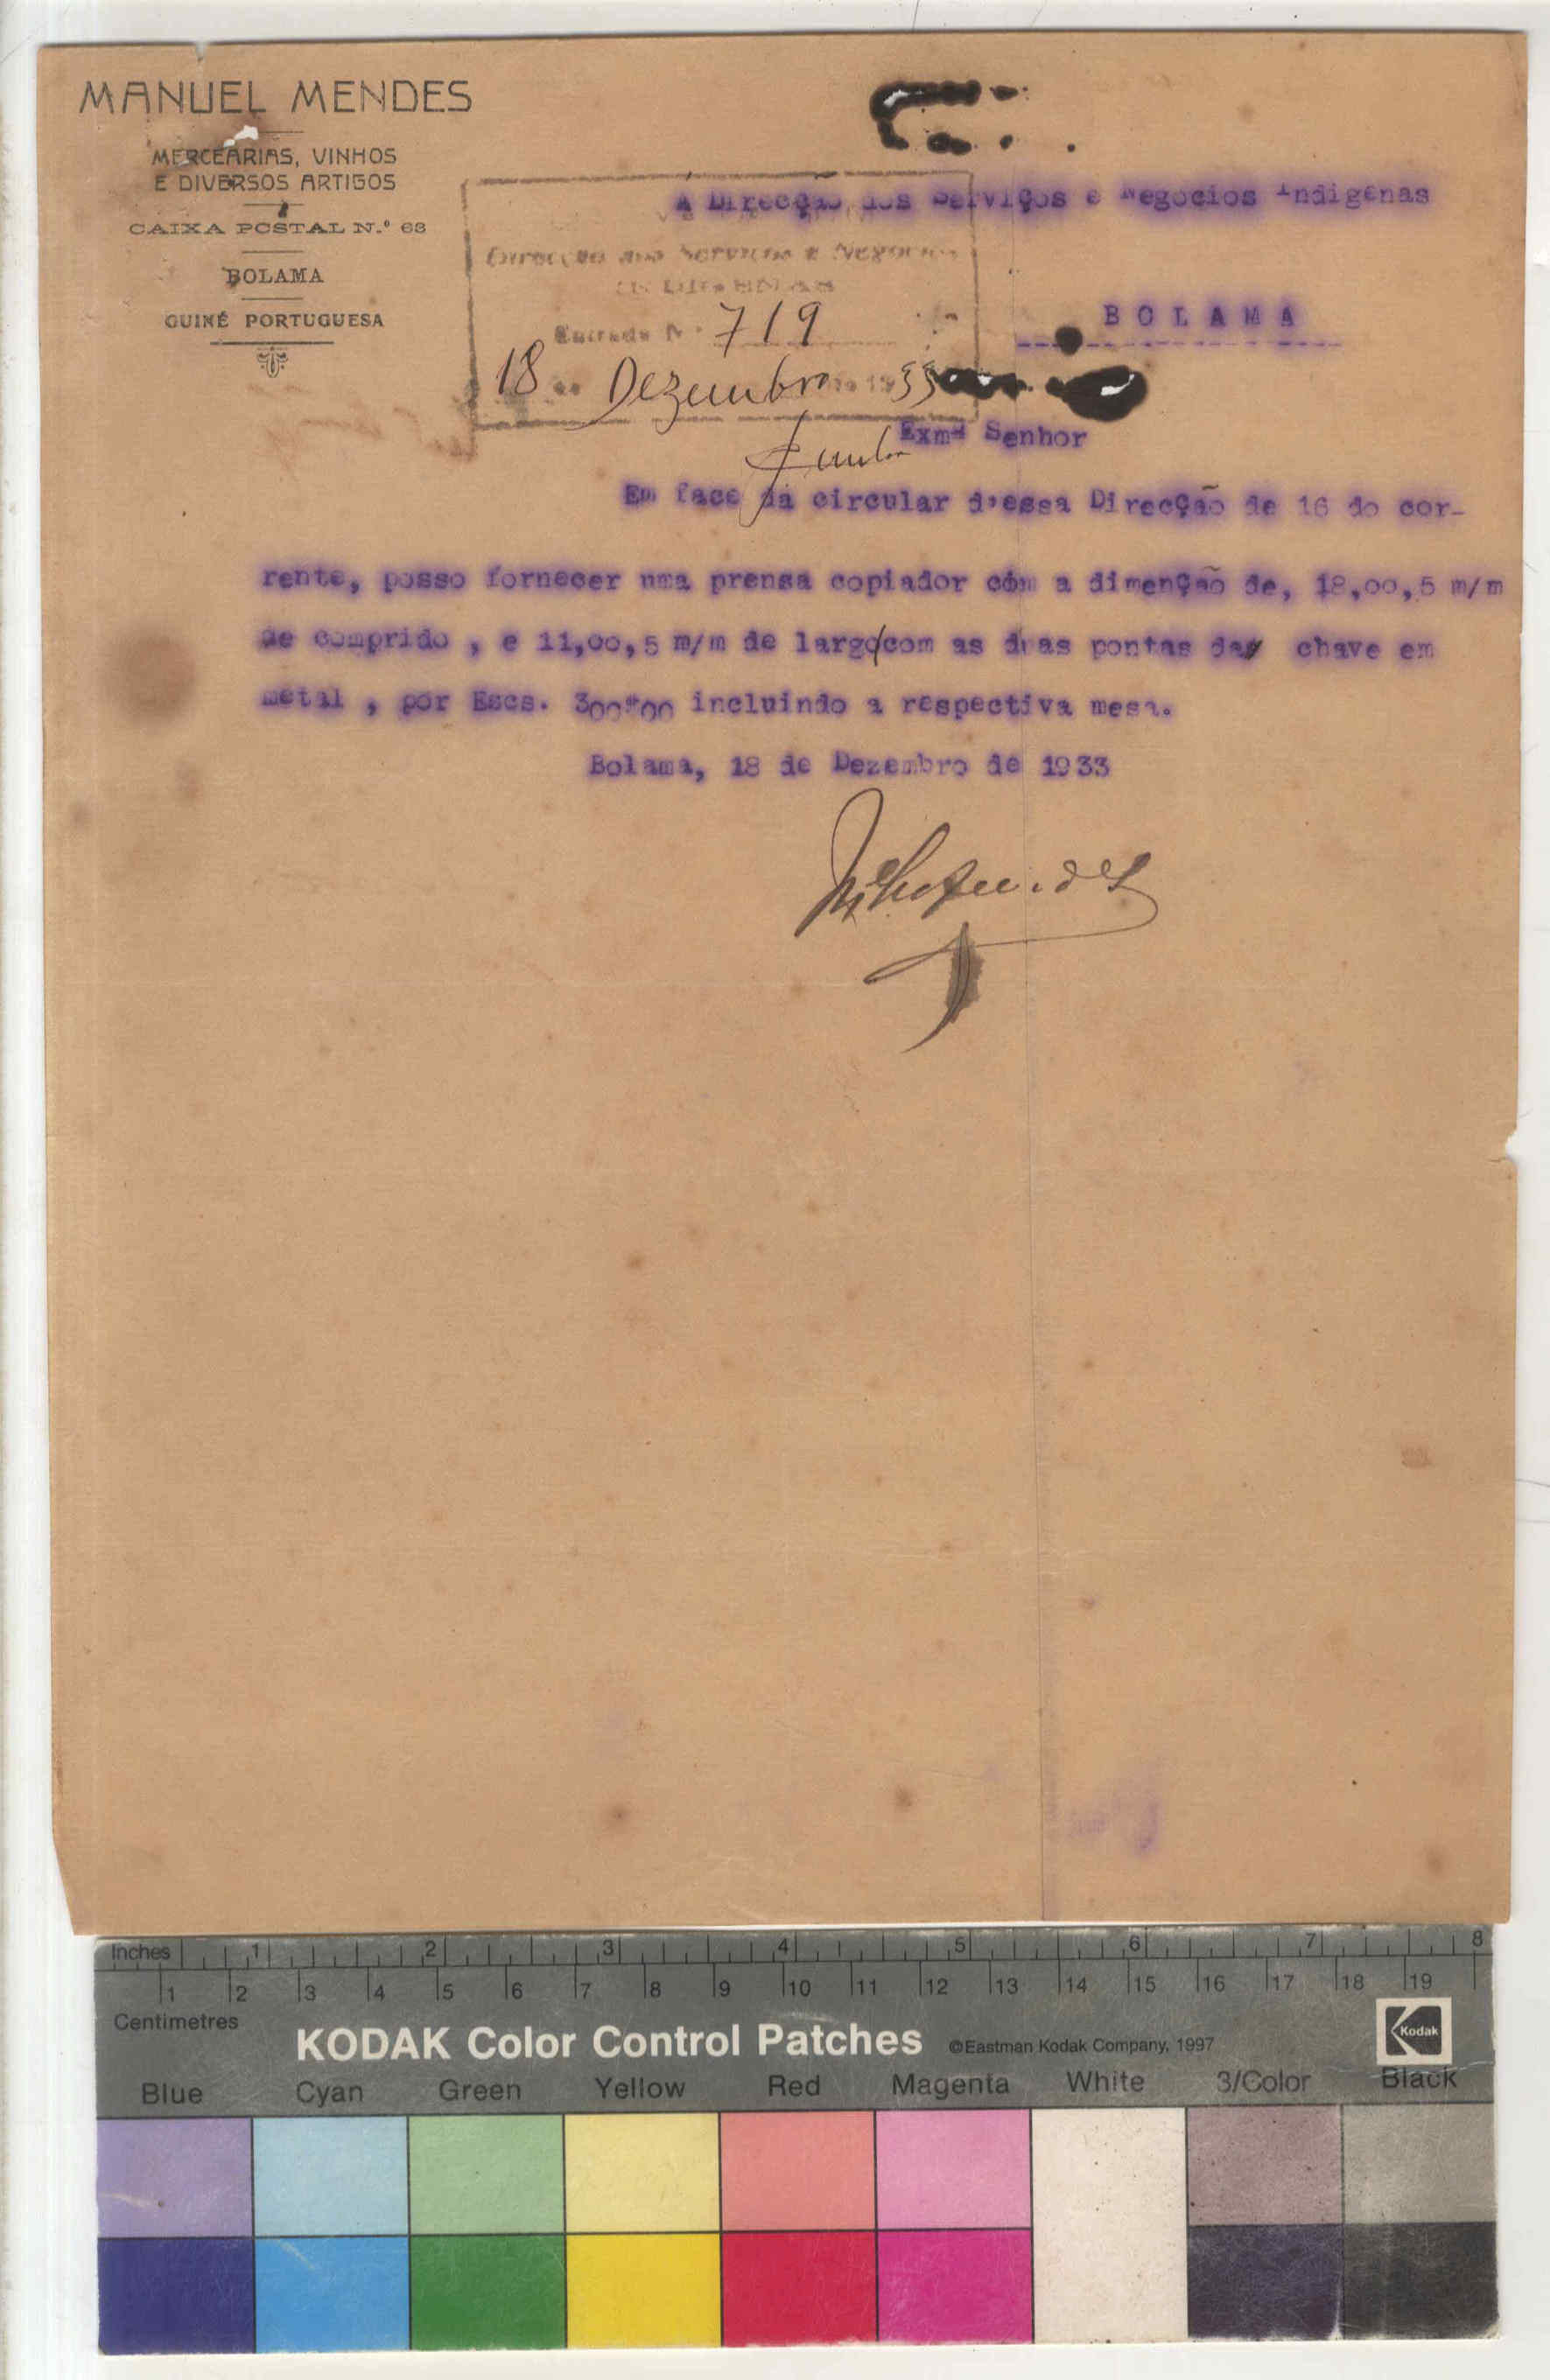 MANUEL MENDES
MERCEARIAS, VINHOS
E DIVERSOS ARTIGOS
CAIXA POSTAL N.º 63
BOLAMA
GUINÉ PORTUGUESA
A Direcção dos Serviços e Negocios Indigenas
Direcção dos Serviços e Negocios
INDIGENAS
Entrada N.º 719
18 de Dezembro de 1933
BOLAMA
Exmº Senhor
Em face da circular d'essa Direcção de 16 do cor-
rente, posso fornecer uma prensa copiador com a dimenção de, 18,00,5 m/m
de comprido , e 11,00,5 m/m de largo/com as duas pontas da chave em
metal , por Escs. 300$00 incluindo a respectiva mesa.
Bolama, 18 de Dezembro de 1933
Inches 1 2 3 4 5 6 7 8
1 2 3 4 5 6 7 8 9 10 11 12 13 14 15 16 17 18 19
Centimetres
KODAK Color Control Patches ©Eastman Kodak Company, 1997 Kodak
Blue Cyan Green Yellow Red Magenta White 3/Color Black